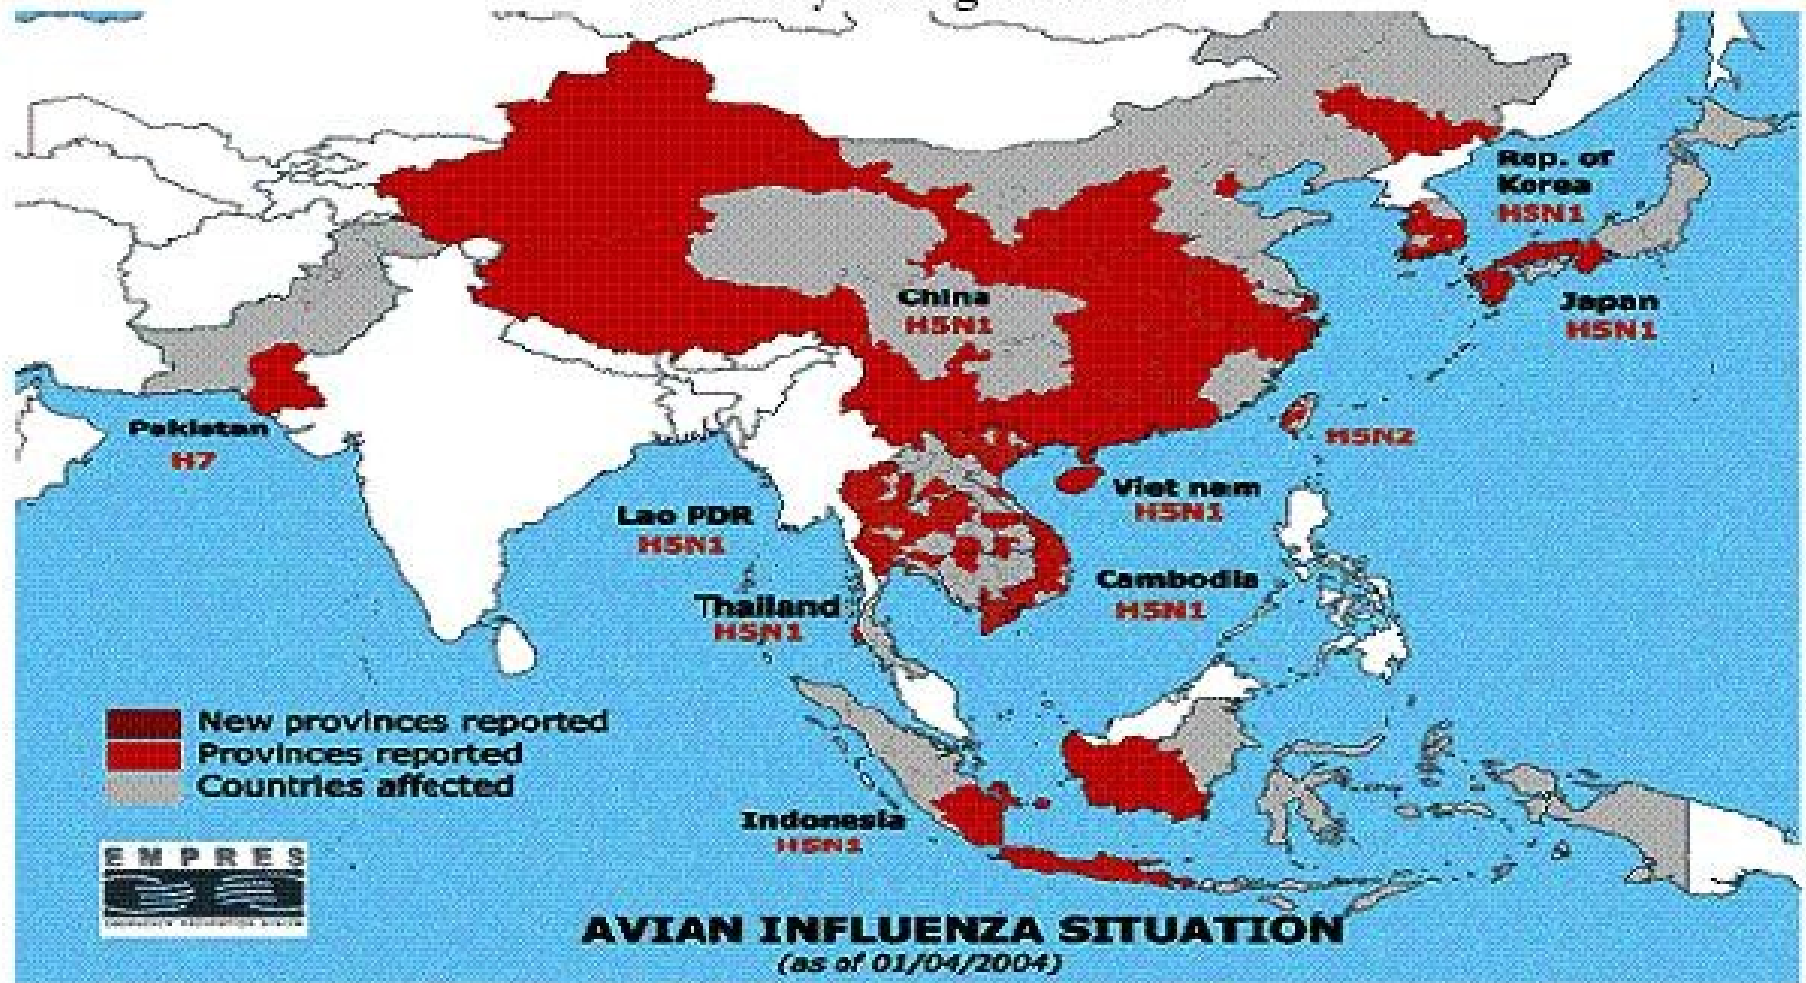 Rep. of
Korea
H5N1
China
H5N1
Japan
H5N1
Pakistan
H7
H5N2
Viet nam
H5N1
Lao PDR
H5N1
Cambodia
H5N1
Thailand
H5N1
New provinces reported
Provinces reported
Countries affected
Indonesia
H5N1
EMPRES
AVIAN INFLUENZA SITUATION
(as of 01/04/2004)